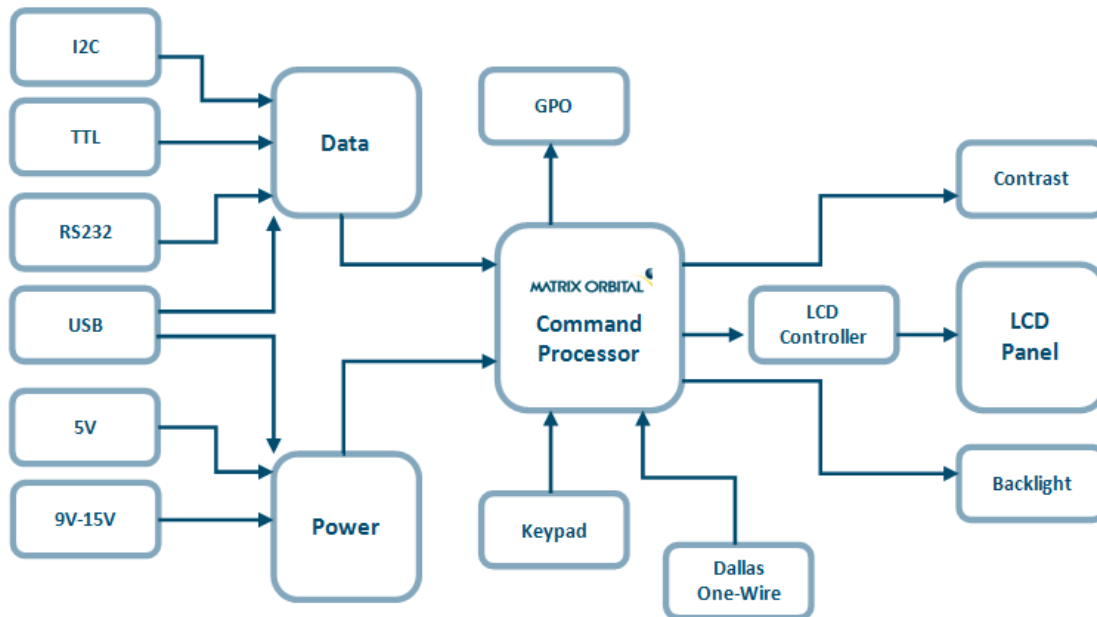 I2C
TTL
RS232
USB
5V
9V-15V
Data
Power
GPO
MATRIX ORBITAL
Command
Processor
Keypad
Dallas
One-Wire
LCD
Controller
Contrast
LCD
Panel
Backlight